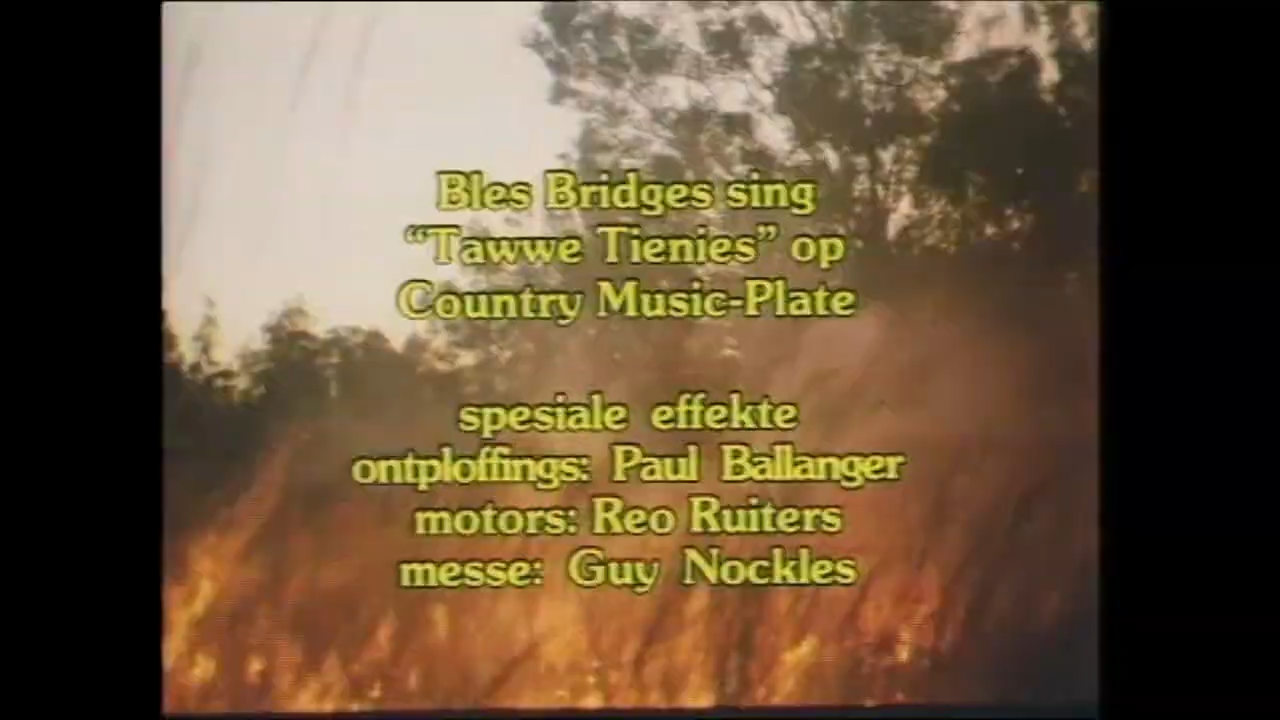 Bles Bridges sing
“Tawwe Tienies” op
Country Music-Plate
spesiale effekte
ontploffings: Paul Ballanger
motors: Reo Ruiters
messe: Guy Nockles